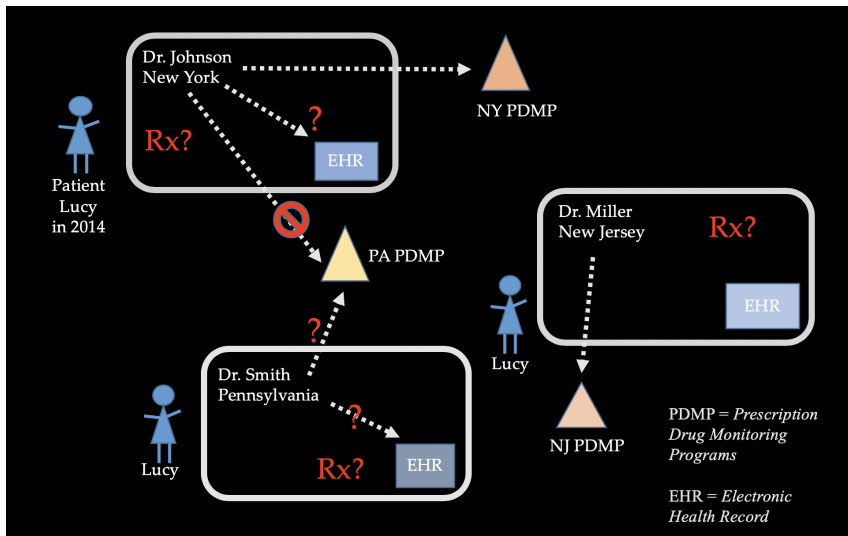 Dr. Johnson
New York
Rx?
?
EHR
NY PDMP
Patient
Lucy
in 2014
PA PDMP
Dr. Miller
New Jersey
Rx?
EHR
Lucy
NJ PDMP
?
Dr. Smith
Pennsylvania
?
Rx?
EHR
Lucy
PDMP = Prescription
Drug Monitoring
Programs
EHR = Electronic
Health Record